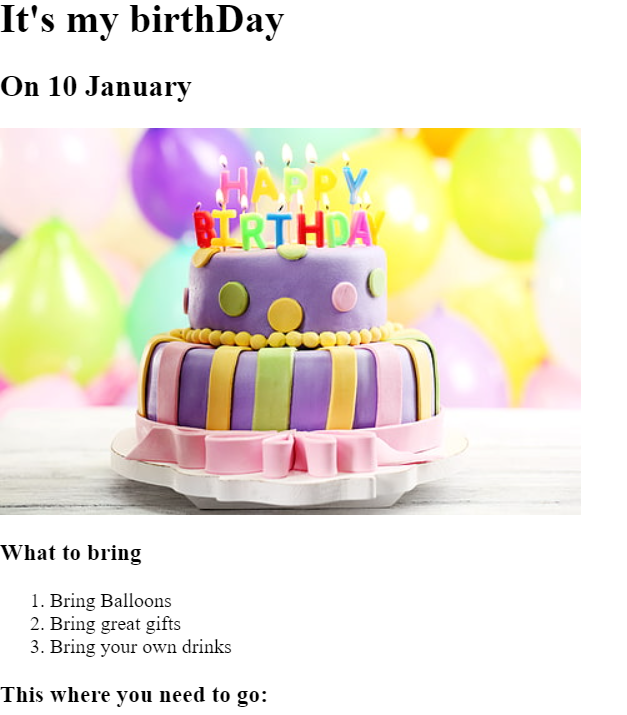 It's my birthDay
On 10 January
HAPPY
BIRTHDAY
What to bring
1. Bring Balloons
2. Bring great gifts
3. Bring your own drinks
This where you need to go: